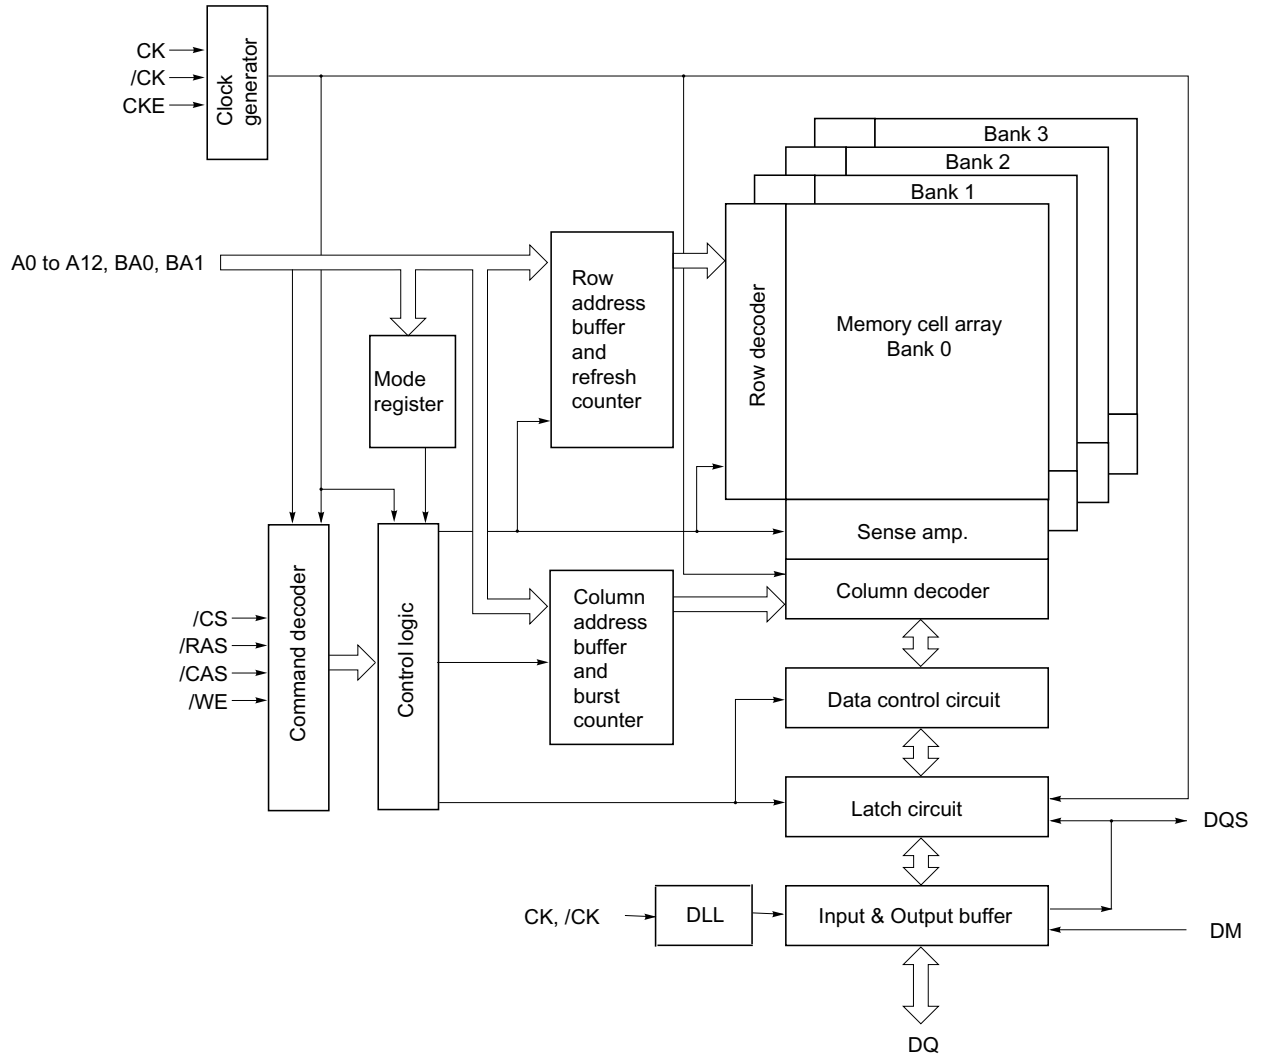 CK
/CK
CKE
Clock
generator
Bank 3
Bank 2
Bank 1
A0 to A12, BA0, BA1
Row
address
buffer
and
refresh
counter
Row decoder
Memory cell array
Bank 0
Mode
register
Sense amp.
Column decoder
Command decoder
Control logic
Column
address
buffer
and
burst
counter
/CS
/RAS
/CAS
/WE
Data control circuit
Latch circuit
DQS
CK, /CK
DLL
Input & Output buffer
DM
DQ